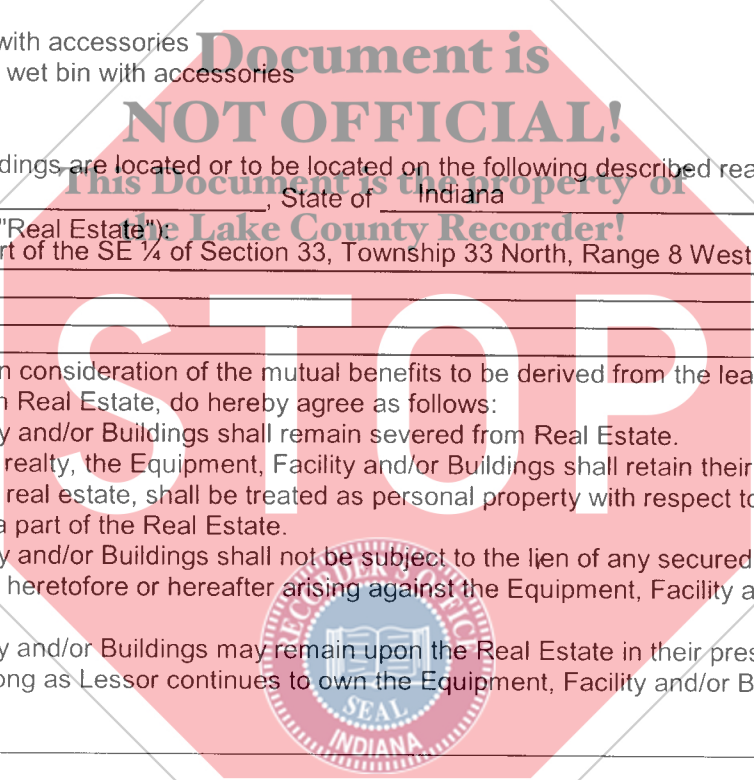 with accessories
Document is
wet bin with accessories
NOT OFFICIAL!
dings are located or to be located on the following described rea
This Document is the property of
, State of Indiana
the Lake County Recorder!
"Real Estate"):
rt of the SE ¼ of Section 33, Township 33 North, Range 8 West
STOP
n consideration of the mutual benefits to be derived from the lea
n Real Estate, do hereby agree as follows:
y and/or Buildings shall remain severed from Real Estate.
realty, the Equipment, Facility and/or Buildings shall retain their
real estate, shall be treated as personal property with respect to
a part of the Real Estate.
y and/or Buildings shall not be subject to the lien of any secured
heretofore or hereafter arising against the Equipment, Facility a
y and/or Buildings may remain upon the Real Estate in their pres
ong as Lessor continues to own the Equipment, Facility and/or B
RECORDER'S OFFICE
SEAL
INDIANA